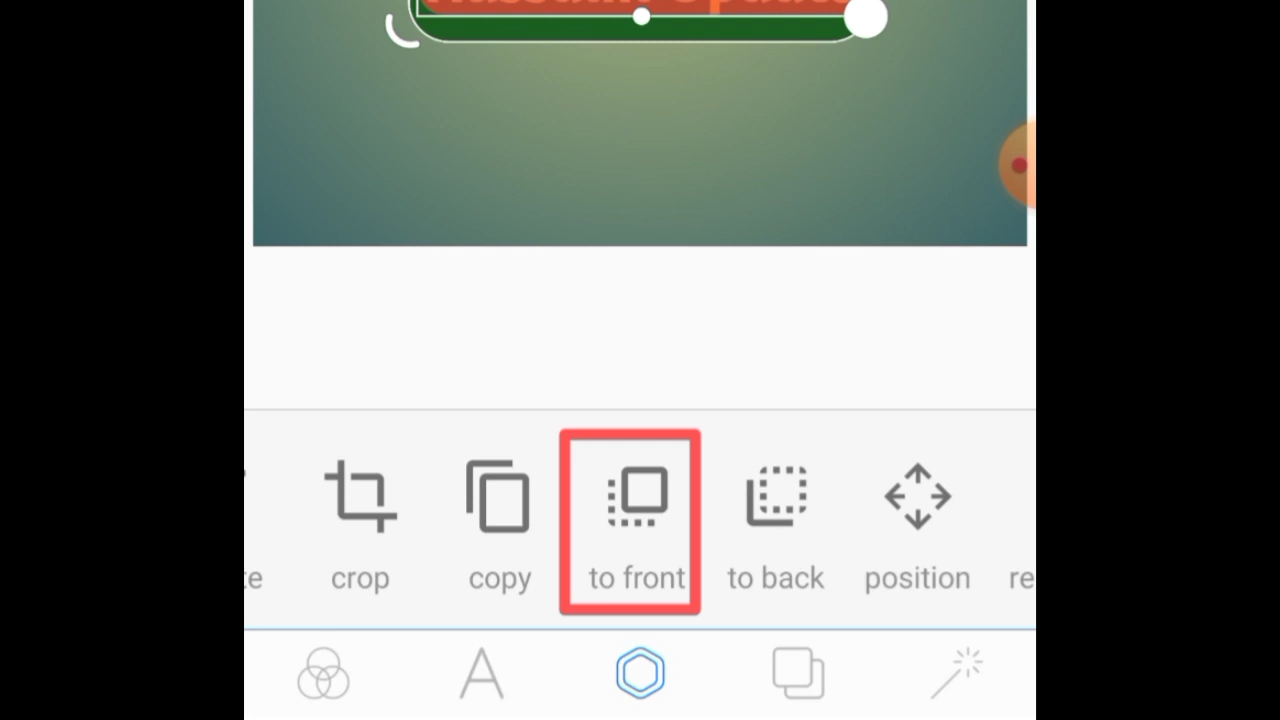 crop
copy
to front
to back
position